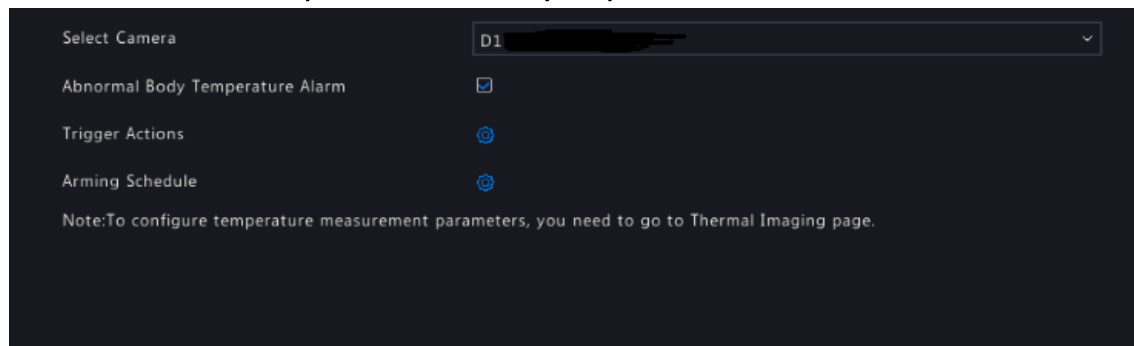 Select Camera D1
Abnormal Body Temperature Alarm
Trigger Actions
Arming Schedule
Note:To configure temperature measurement parameters, you need to go to Thermal Imaging page.